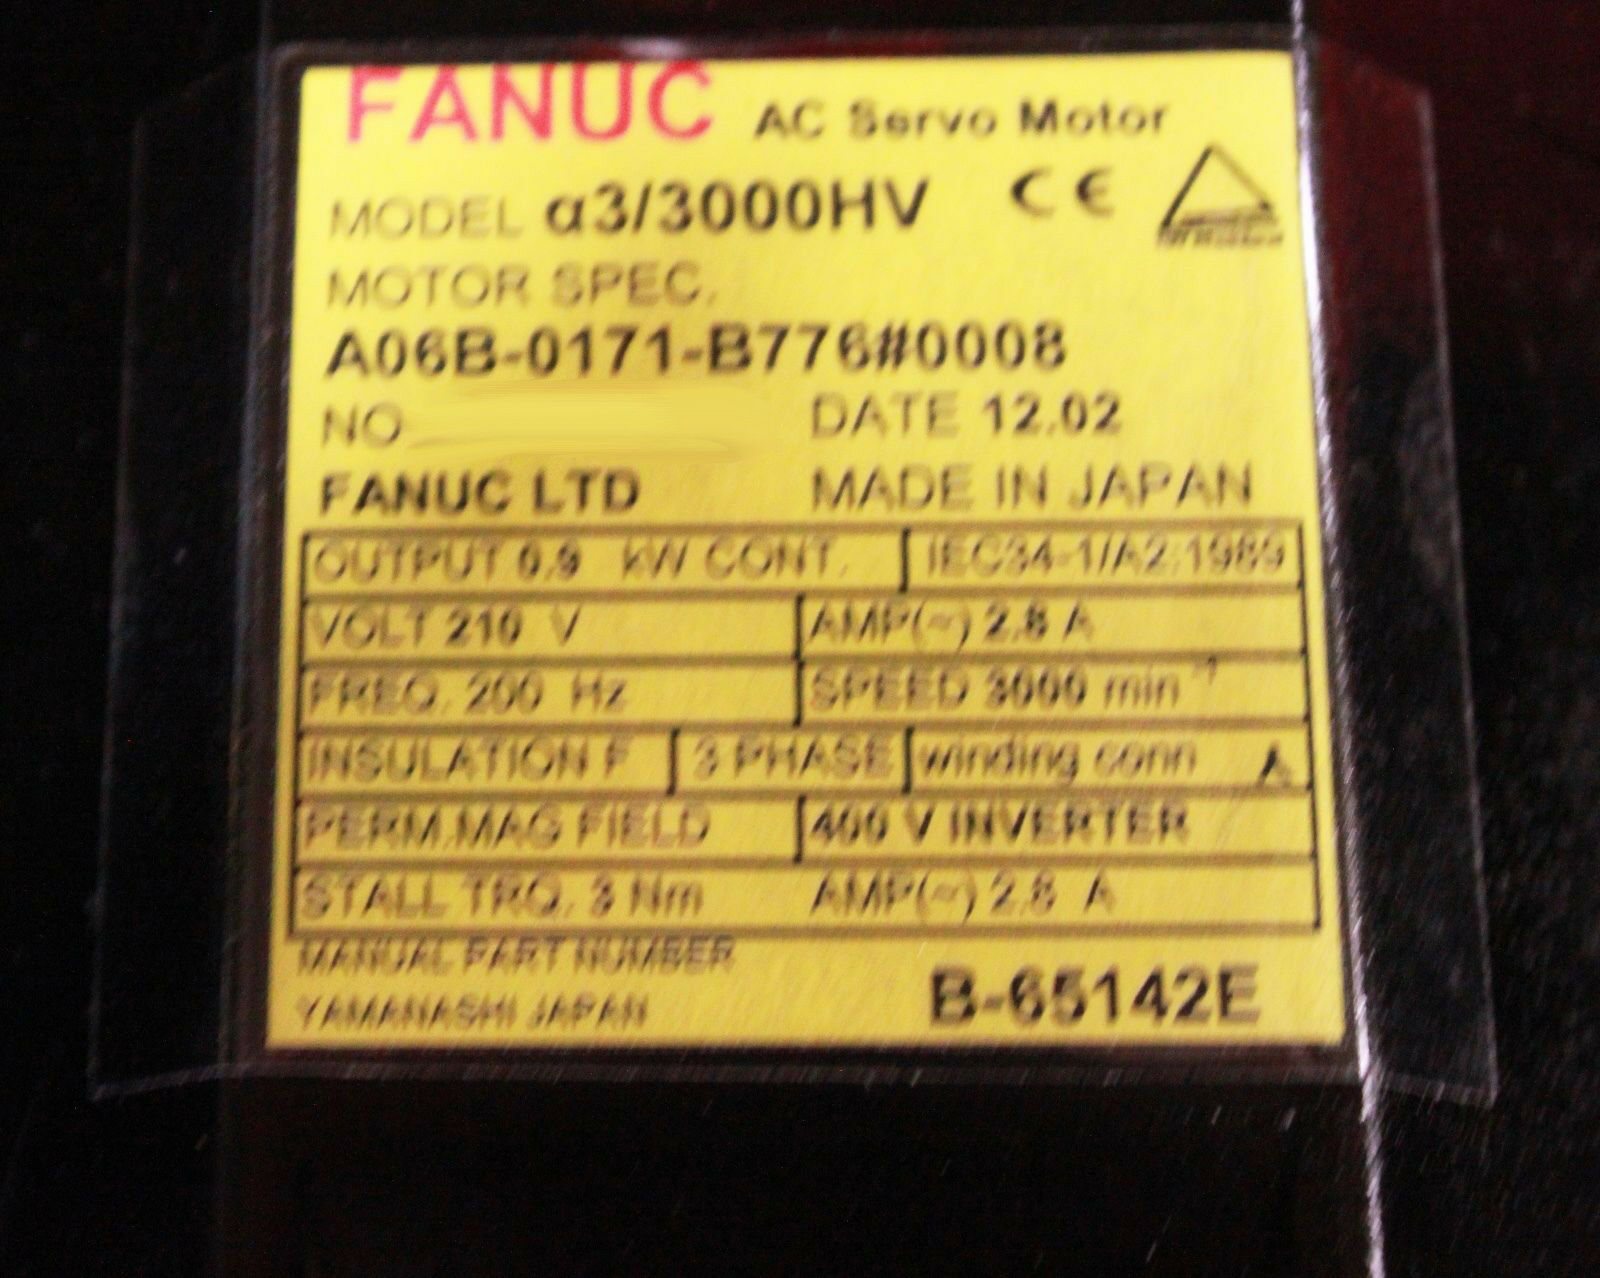 FANUC AC Servo Motor
MODEL α3/3000HV CE
MOTOR SPEC.
A06B-0171-B776#0008
NO DATE 12.02
FANUC LTD MADE IN JAPAN
OUTPUT 0.9 kW CONT. IEC34-1/A2:1989
VOLT 210 V AMP(~) 2.8 A
FREQ. 200 Hz SPEED 3000 min⁻¹
INSULATION F 3 PHASE winding conn
PERM.MAG FIELD 400 V INVERTER
STALL TRQ. 3 Nm AMP(~) 2.8 A
MANUAL PART NUMBER
YAMANASHI JAPAN B-65142E